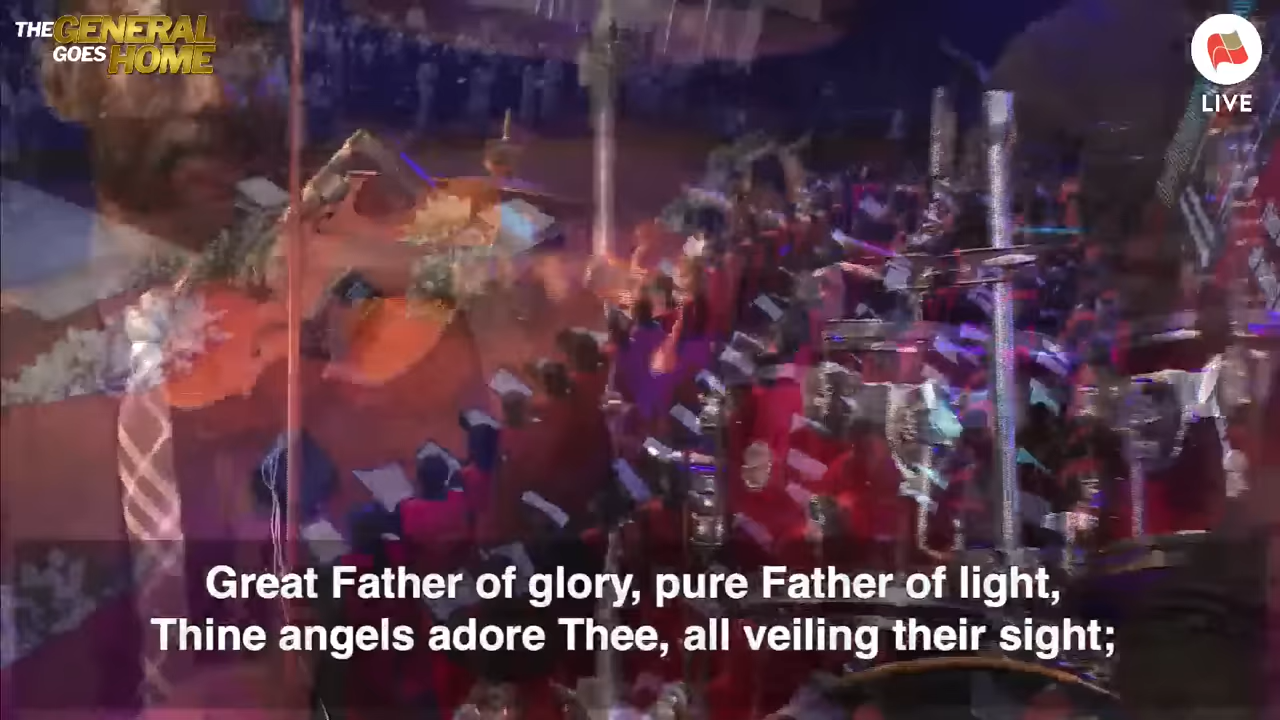 THE GENERAL
GOES HOME
LIVE
Great Father of glory, pure Father of light,
Thine angels adore Thee, all veiling their sight;